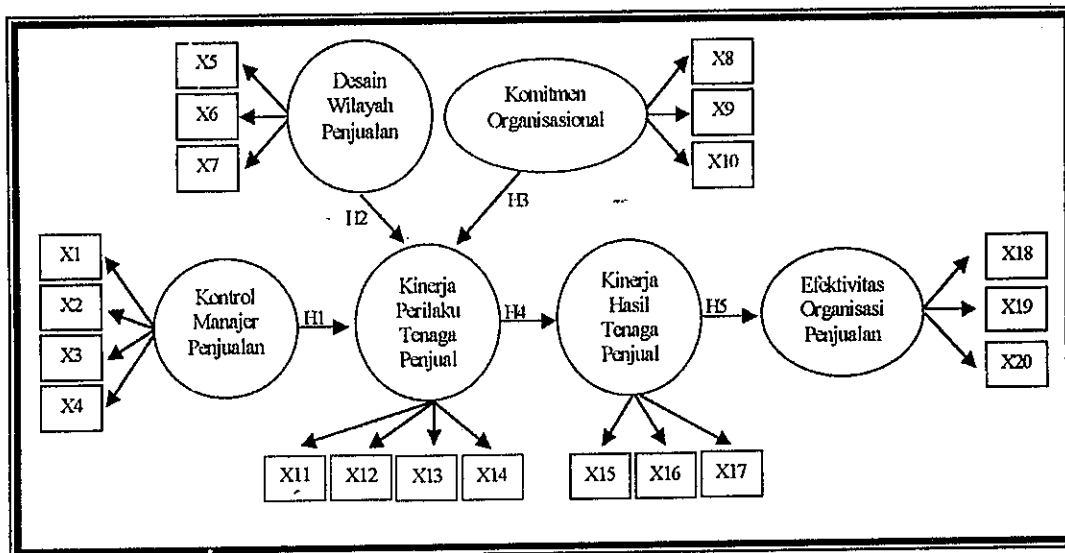 X5
X6
X7
Desain
Wilayah
Penjualan
Komitmen
Organisasional
X8
X9
X10
H2
H3
X1
X2
X3
X4
Kontrol
Manajer
Penjualan
H1
Kinerja
Perilaku
Tenaga
Penjual
H4
Kinerja
Hasil
Tenaga
Penjual
H5
Efektivitas
Organisasi
Penjualan
X18
X19
X20
X11
X12
X13
X14
X15
X16
X17